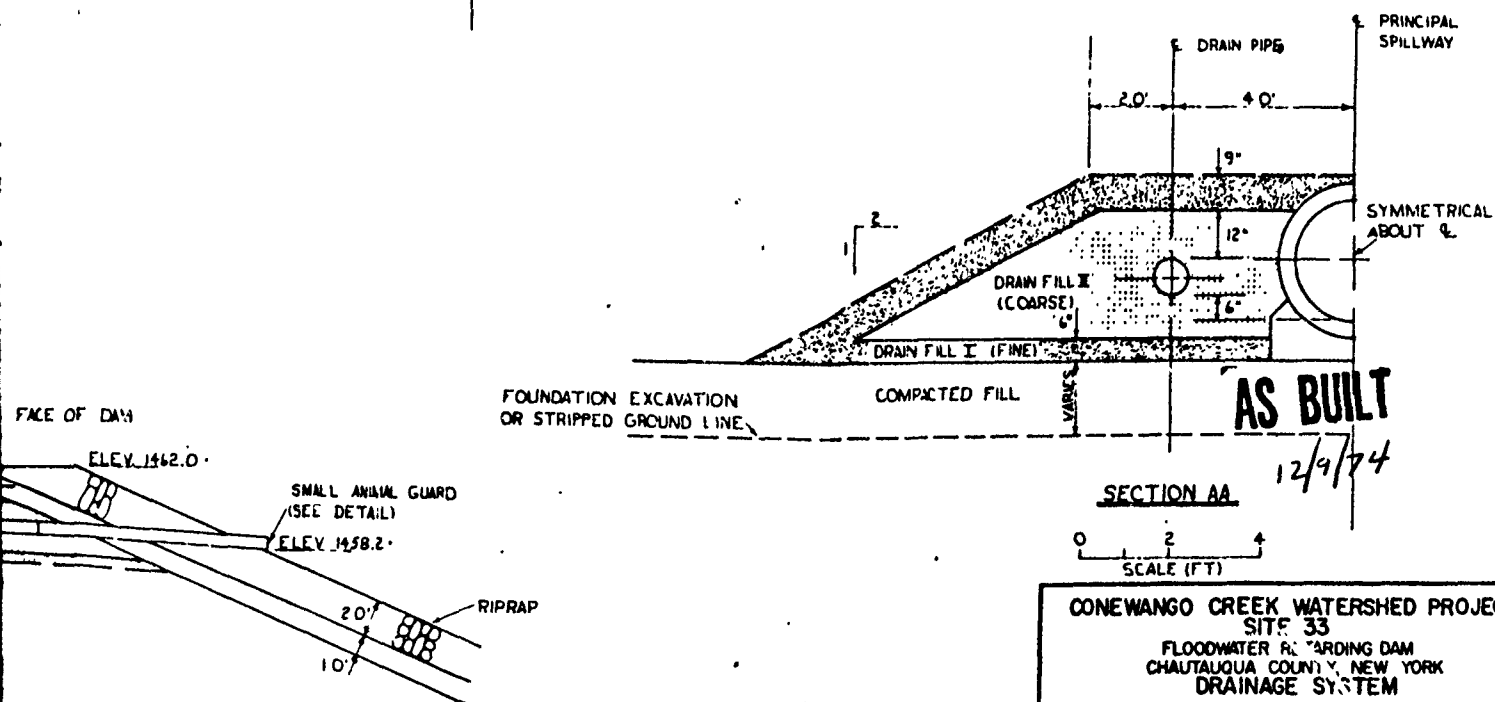 ℄ PRINCIPAL
SPILLWAY
℄ DRAIN PIPE
2.0'
4.0'
9"
SYMMETRICAL
ABOUT ℄
2
1
12"
DRAIN FILL II
(COARSE)
6"
6"
DRAIN FILL I (FINE)
FOUNDATION EXCAVATION
OR STRIPPED GROUND LINE
COMPACTED FILL
VARIES
AS BUILT
12/9/74
SECTION AA
0 2 4
SCALE (FT)
FACE OF DAM
ELEV. 1462.0
SMALL ANIMAL GUARD
(SEE DETAIL)
ELEV. 1458.2
2.0'
1.0'
RIPRAP
CONEWANGO CREEK WATERSHED PROJE
SITE 33
FLOODWATER RETARDING DAM
CHAUTAUQUA COUNTY, NEW YORK
DRAINAGE SYSTEM